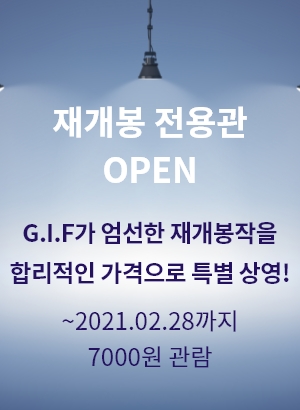 재개봉 전용관
OPEN
G.I.F가 엄선한 재개봉작을
합리적인 가격으로 특별 상영!
~2021.02.28까지
7000원 관람